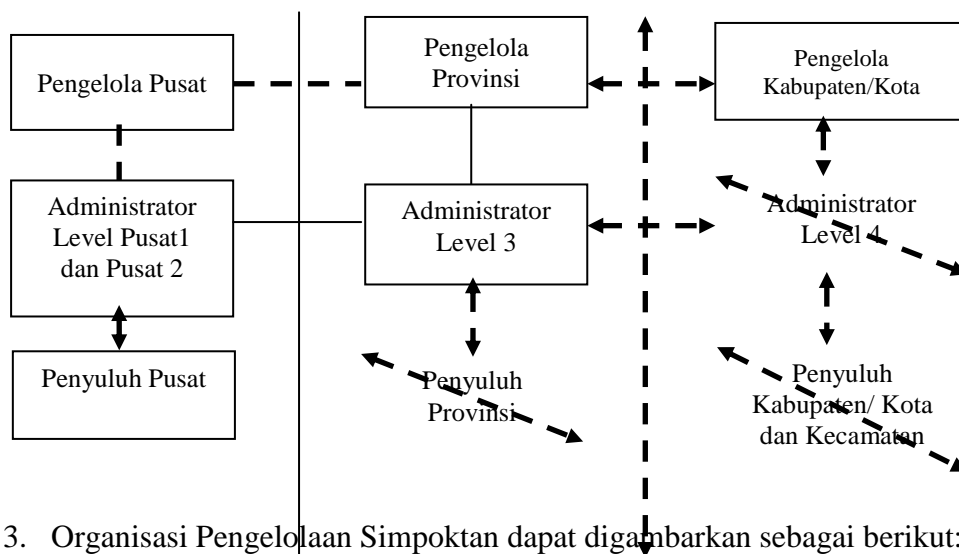 Pengelola Pusat
Pengelola
Provinsi
Pengelola
Kabupaten/Kota
Administrator
Level Pusat1
dan Pusat 2
Administrator
Level 3
Administrator
Level 4
Penyuluh Pusat
Penyuluh
Provinsi
Penyuluh
Kabupaten/ Kota
dan Kecamatan
3. Organisasi Pengelolaan Simpoktan dapat digambarkan sebagai berikut: